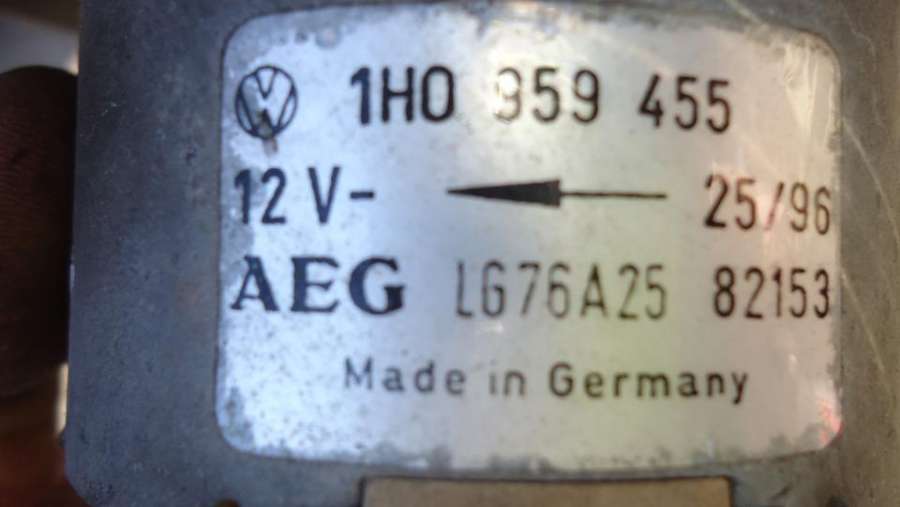 1H0 959 455
12 V- 25/96
AEG LG76A25 82153
Made in Germany